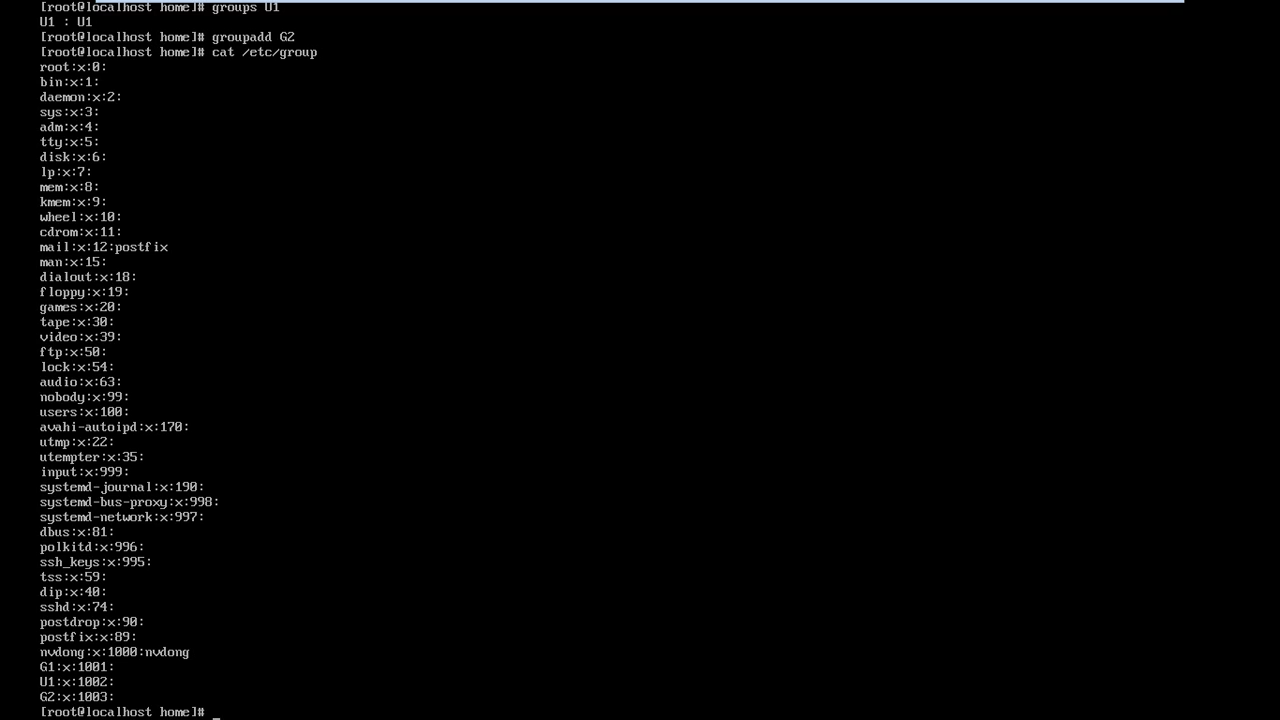 [root@localhost home]# groups U1
U1 : U1
[root@localhost home]# groupadd G2
[root@localhost home]# cat /etc/group
root:x:0:
bin:x:1:
daemon:x:2:
sys:x:3:
adm:x:4:
tty:x:5:
disk:x:6:
lp:x:7:
mem:x:8:
kmem:x:9:
wheel:x:10:
cdrom:x:11:
mail:x:12:postfix
man:x:15:
dialout:x:18:
floppy:x:19:
games:x:20:
tape:x:30:
video:x:39:
ftp:x:50:
lock:x:54:
audio:x:63:
nobody:x:99:
users:x:100:
avahi-autoipd:x:170:
utmp:x:22:
utempter:x:35:
input:x:999:
systemd-journal:x:190:
systemd-bus-proxy:x:998:
systemd-network:x:997:
dbus:x:81:
polkitd:x:996:
ssh_keys:x:995:
tss:x:59:
dip:x:40:
sshd:x:74:
postdrop:x:90:
postfix:x:89:
nvdong:x:1000:nvdong
G1:x:1001:
U1:x:1002:
G2:x:1003:
[root@localhost home]# _